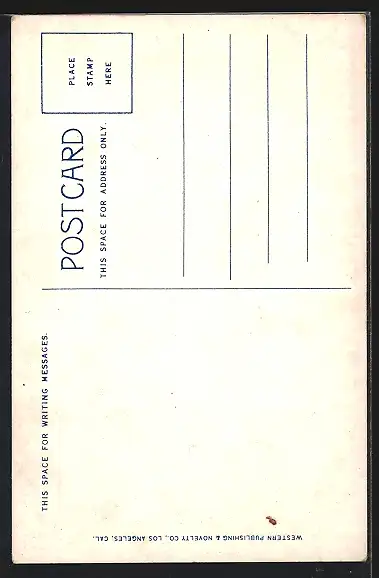 THIS SPACE FOR WRITING MESSAGES.
POSTCARD
THIS SPACE FOR ADDRESS ONLY.
PLACE
STAMP
HERE
WESTERN PUBLISHING & NOVELTY CO., LOS ANGELES, CAL.